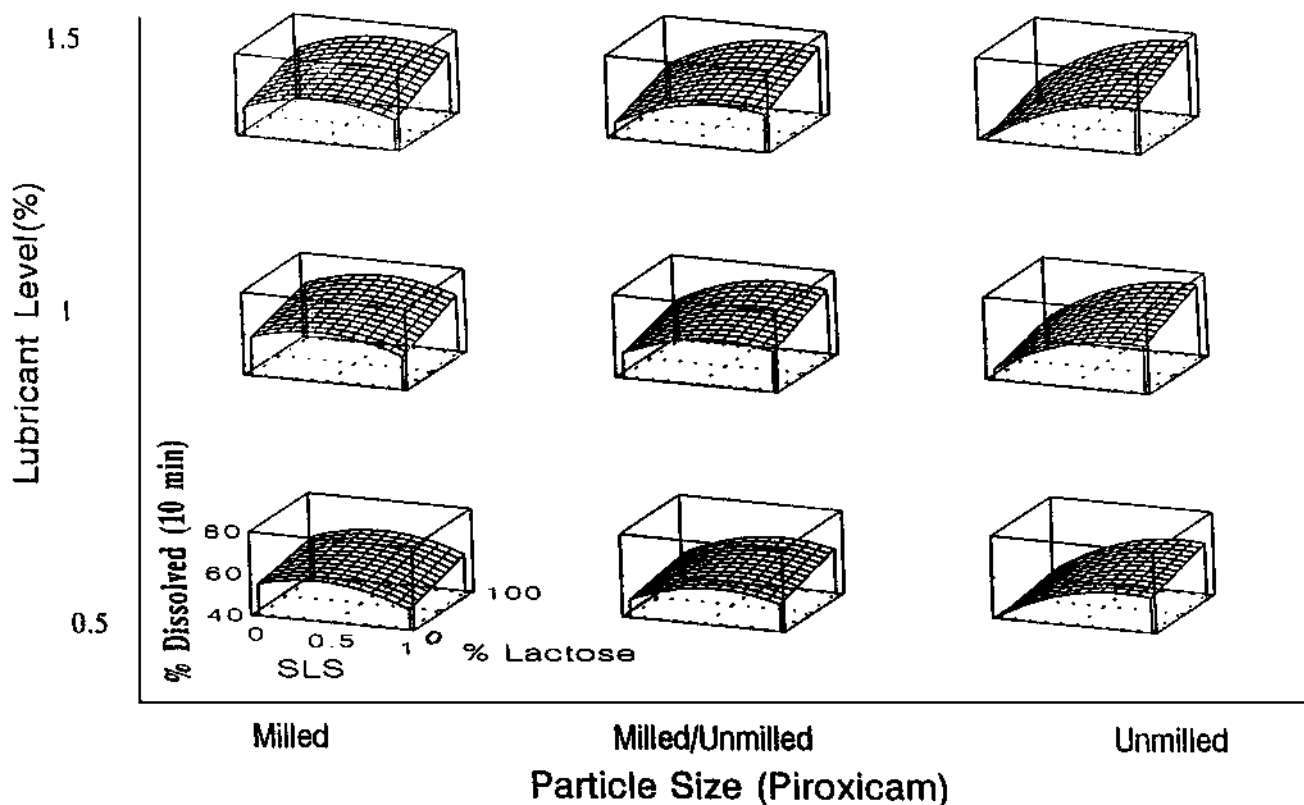 1.5
Lubricant Level(%)
1
% Dissolved (10 min)
80
60
40
0
0.5
1
0
100
SLS
% Lactose
0.5
Milled
Milled/Unmilled
Unmilled
Particle Size (Piroxicam)